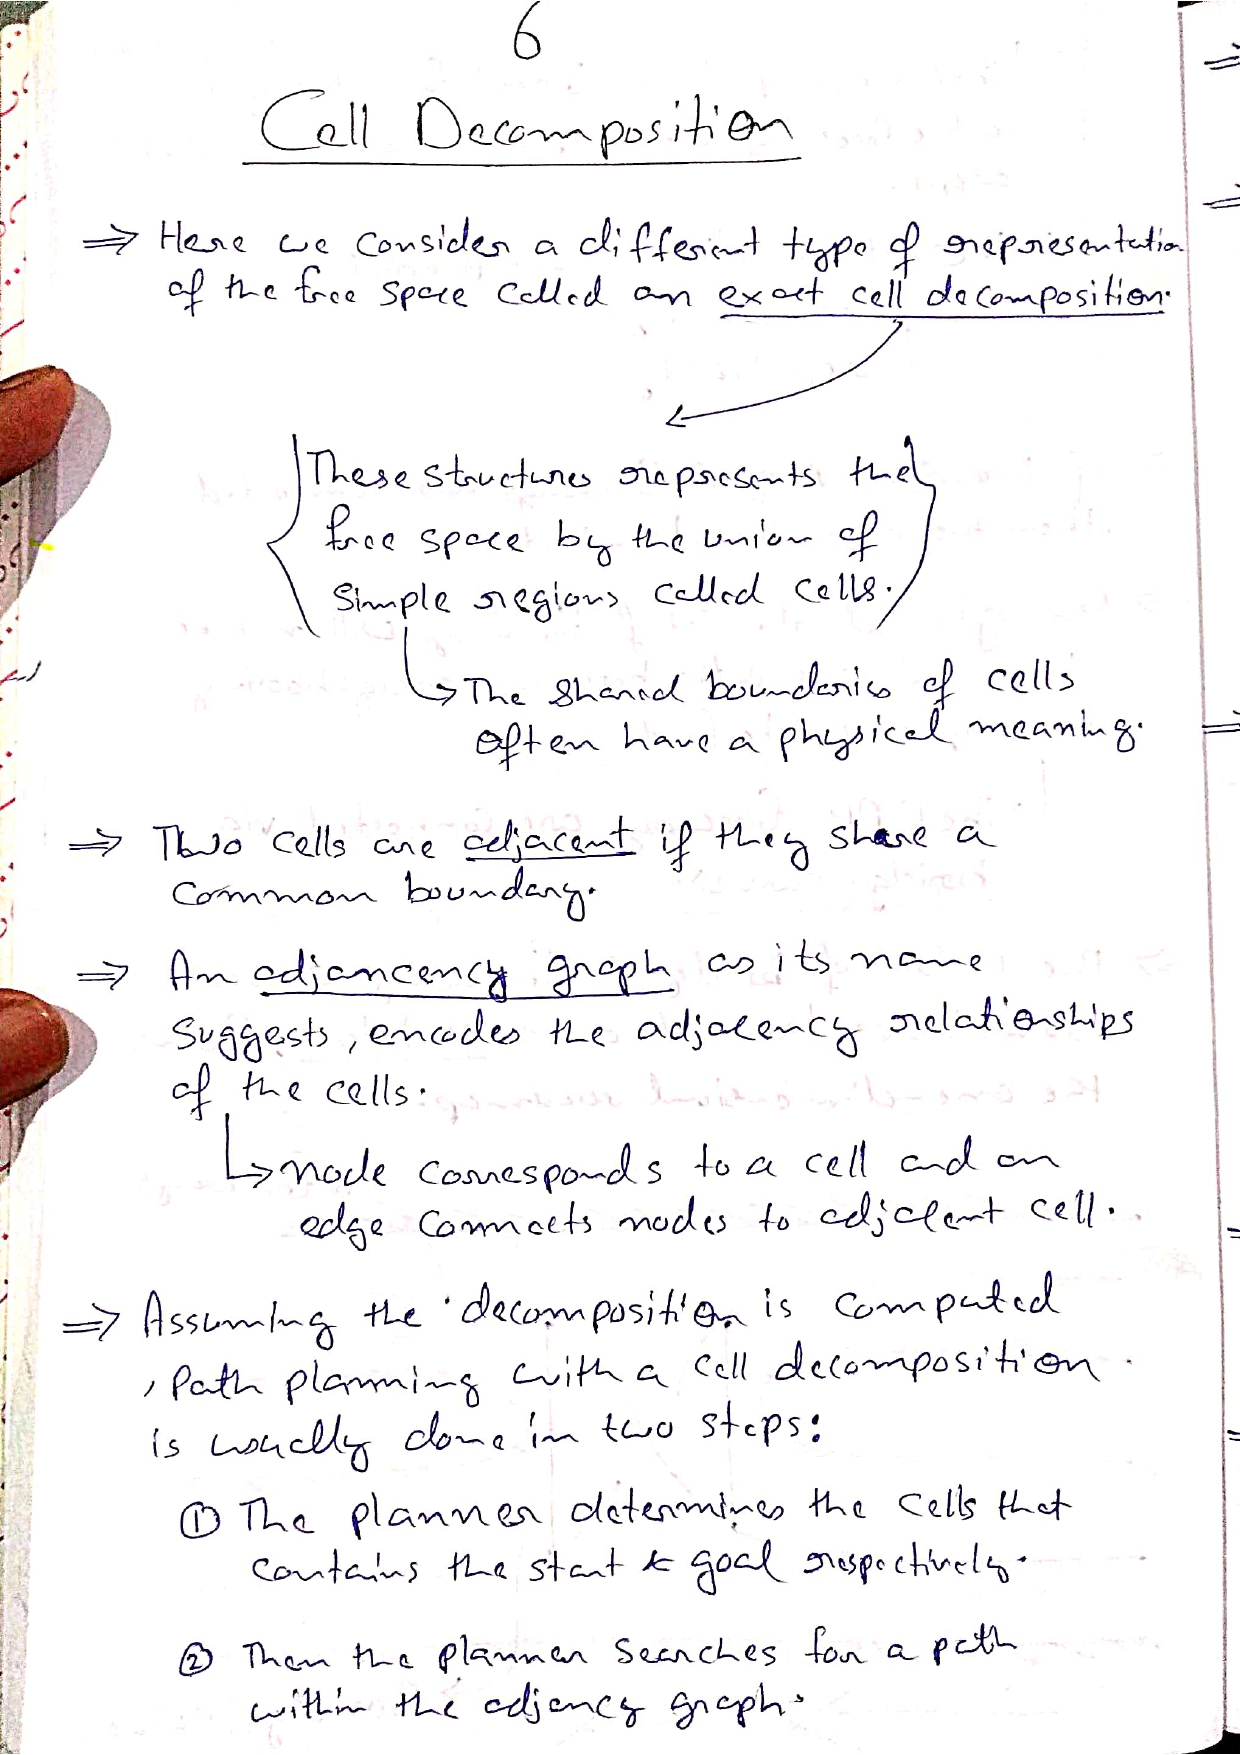 6
Cell Decomposition
⇒ Here we consider a different type of representation
of the free space called an exact cell decomposition.
These structures represents the
free space by the union of
simple regions called cells.
↳ The shared boundaries of cells
often have a physical meaning.
⇒ Two cells are adjacent if they share a
common boundary.
⇒ An adjancency graph as its name
suggests, encodes the adjacency relationships
of the cells.
↳ node corresponds to a cell and an
edge connects nodes to adjacent cell.
⇒ Assuming the decomposition is computed
, Path planning with a cell decomposition
is usually done in two steps:
① The planner determines the cells that
contains the start & goal respectively.
② Then the planner searches for a path
within the adjancy graph.